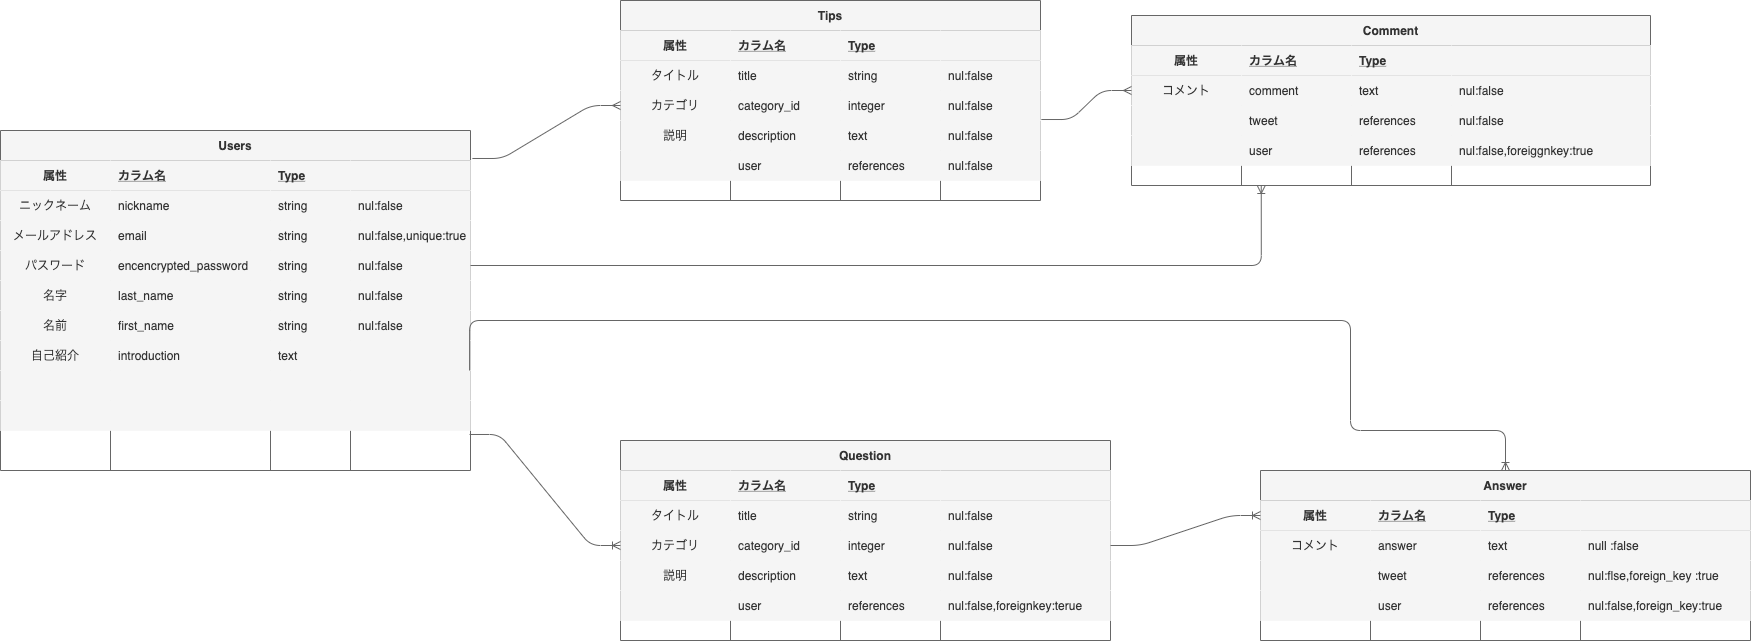 Users
属性 カラム名 Type
ニックネーム nickname string nul:false
メールアドレス email string nul:false,unique:true
パスワード encencrypted_password string nul:false
名字 last_name string nul:false
名前 first_name string nul:false
自己紹介 introduction text
Tips
属性 カラム名 Type
タイトル title string nul:false
カテゴリ category_id integer nul:false
説明 description text nul:false
user references nul:false
Comment
属性 カラム名 Type
コメント comment text nul:false
tweet references nul:false
user references nul:false,foreiggnkey:true
Question
属性 カラム名 Type
タイトル title string nul:false
カテゴリ category_id integer nul:false
説明 description text nul:false
user references nul:false,foreignkey:terue
Answer
属性 カラム名 Type
コメント answer text null :false
tweet references nul:flse,foreign_key :true
user references nul:false,foreign_key:true